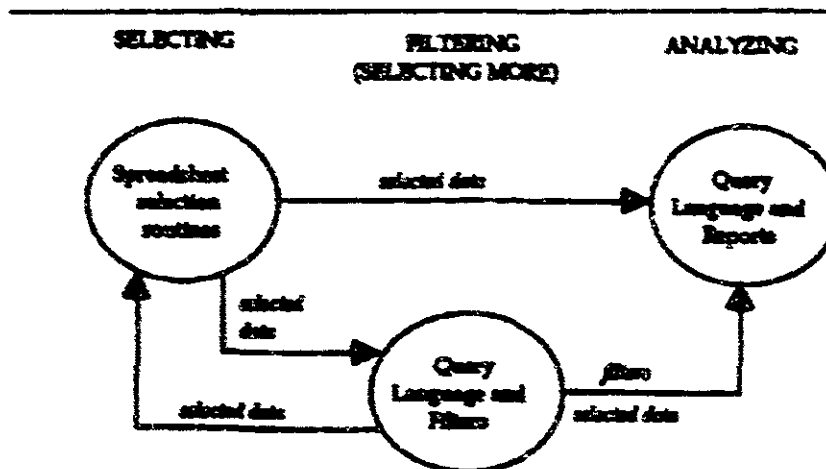 SELECTING
FILTERING
(SELECTING MORE)
ANALYZING
Spreadsheet
selection
routines
selected data
Query
Language and
Reports
selected
data
Query
Language and
Filters
filters
selected data
selected data